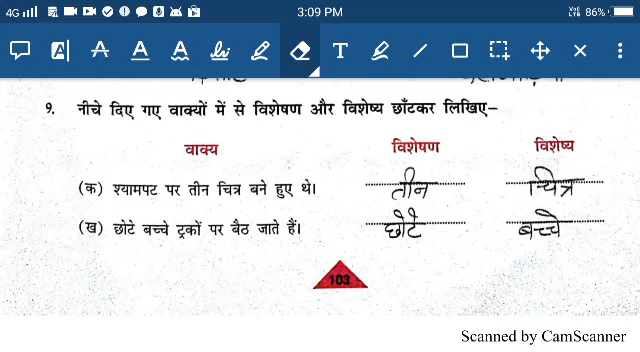 4G 3:09 PM VoLTE 86%
T
9. नीचे दिए गए वाक्यों में से विशेषण और विशेष्य छाँटकर लिखिए–
वाक्य विशेषण विशेष्य
(क) श्यामपट पर तीन चित्र बने हुए थे। तीन चित्र
(ख) छोटे बच्चे ट्रकों पर बैठ जाते हैं। छोटे बच्चे
103
Scanned by CamScanner